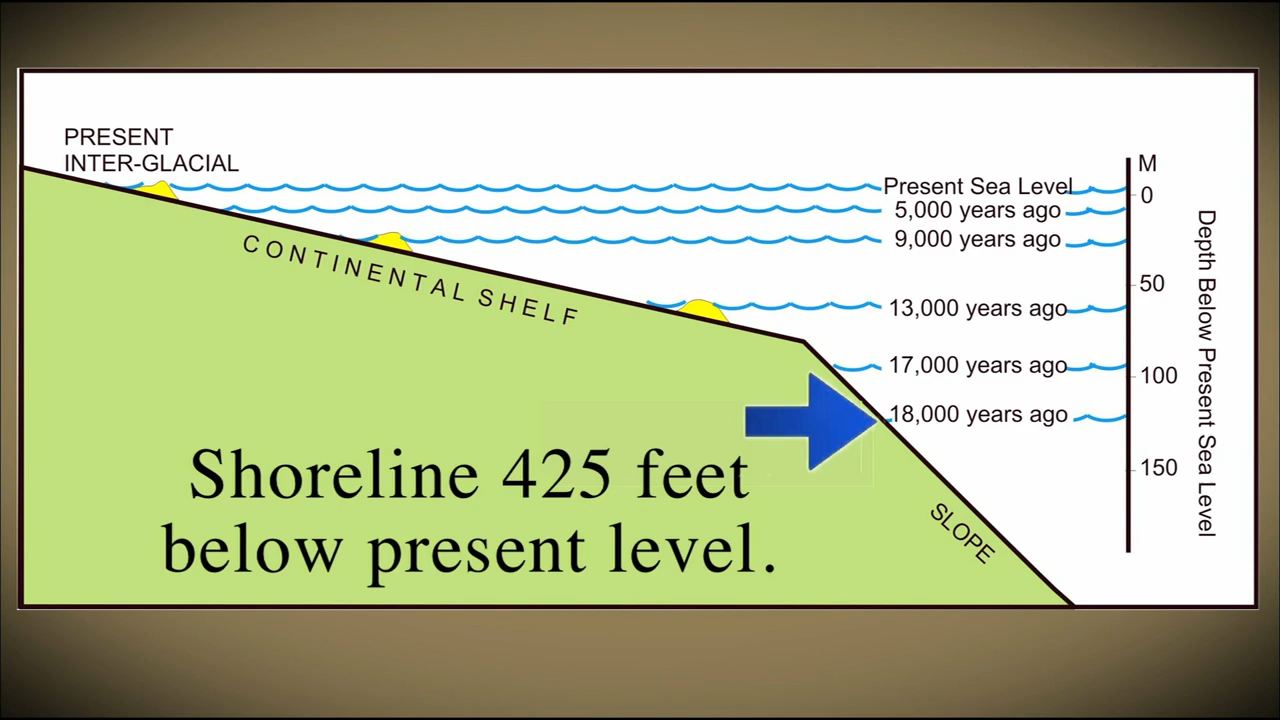 PRESENT
INTER-GLACIAL
M
Present Sea Level
0
5,000 years ago
9,000 years ago
CONTINENTAL SHELF
50
13,000 years ago
17,000 years ago
100
18,000 years ago
150
Depth Below Present Sea Level
SLOPE
Shoreline 425 feet
below present level.